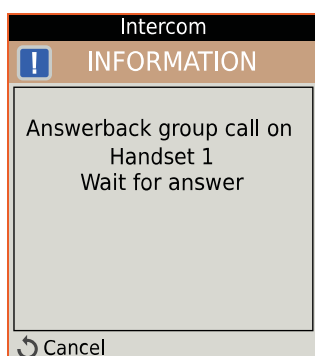 Intercom
! INFORMATION
Answerback group call on
Handset 1
Wait for answer
Cancel